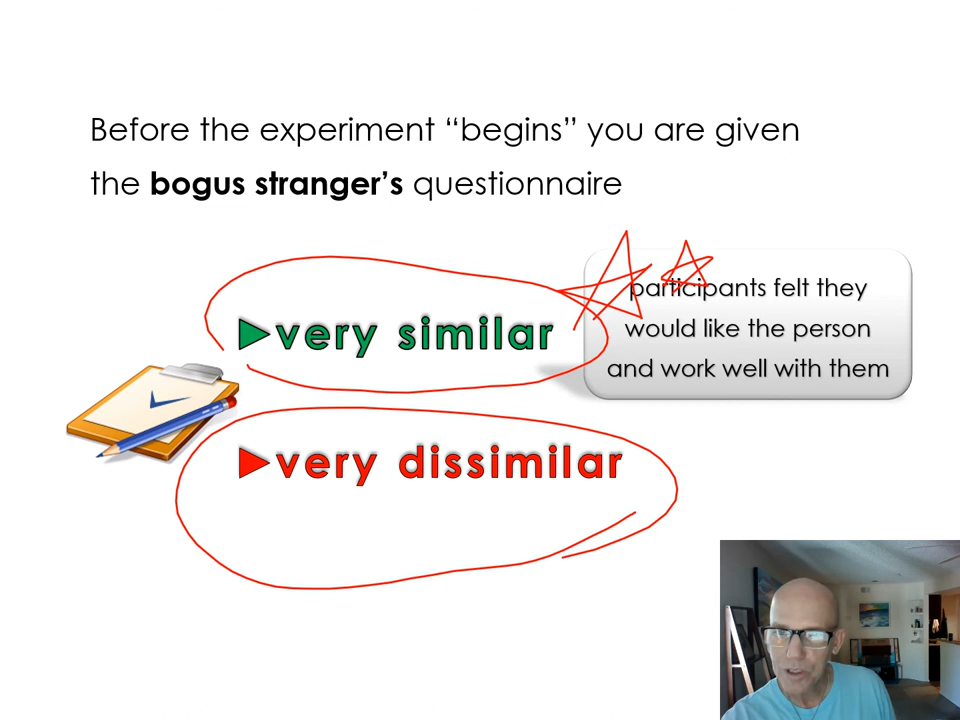 Before the experiment “begins” you are given
the bogus stranger’s questionnaire
participants felt they
would like the person
and work well with them
►very similar
►very dissimilar